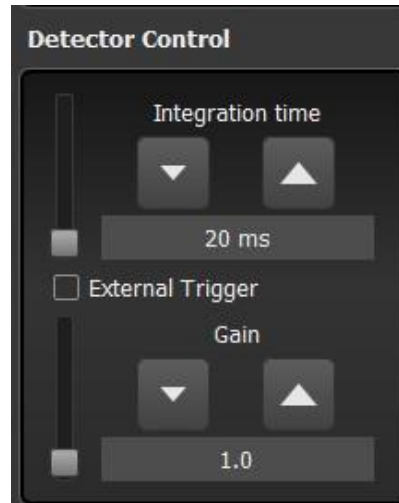 Detector Control
Integration time
20 ms
External Trigger
Gain
1.0